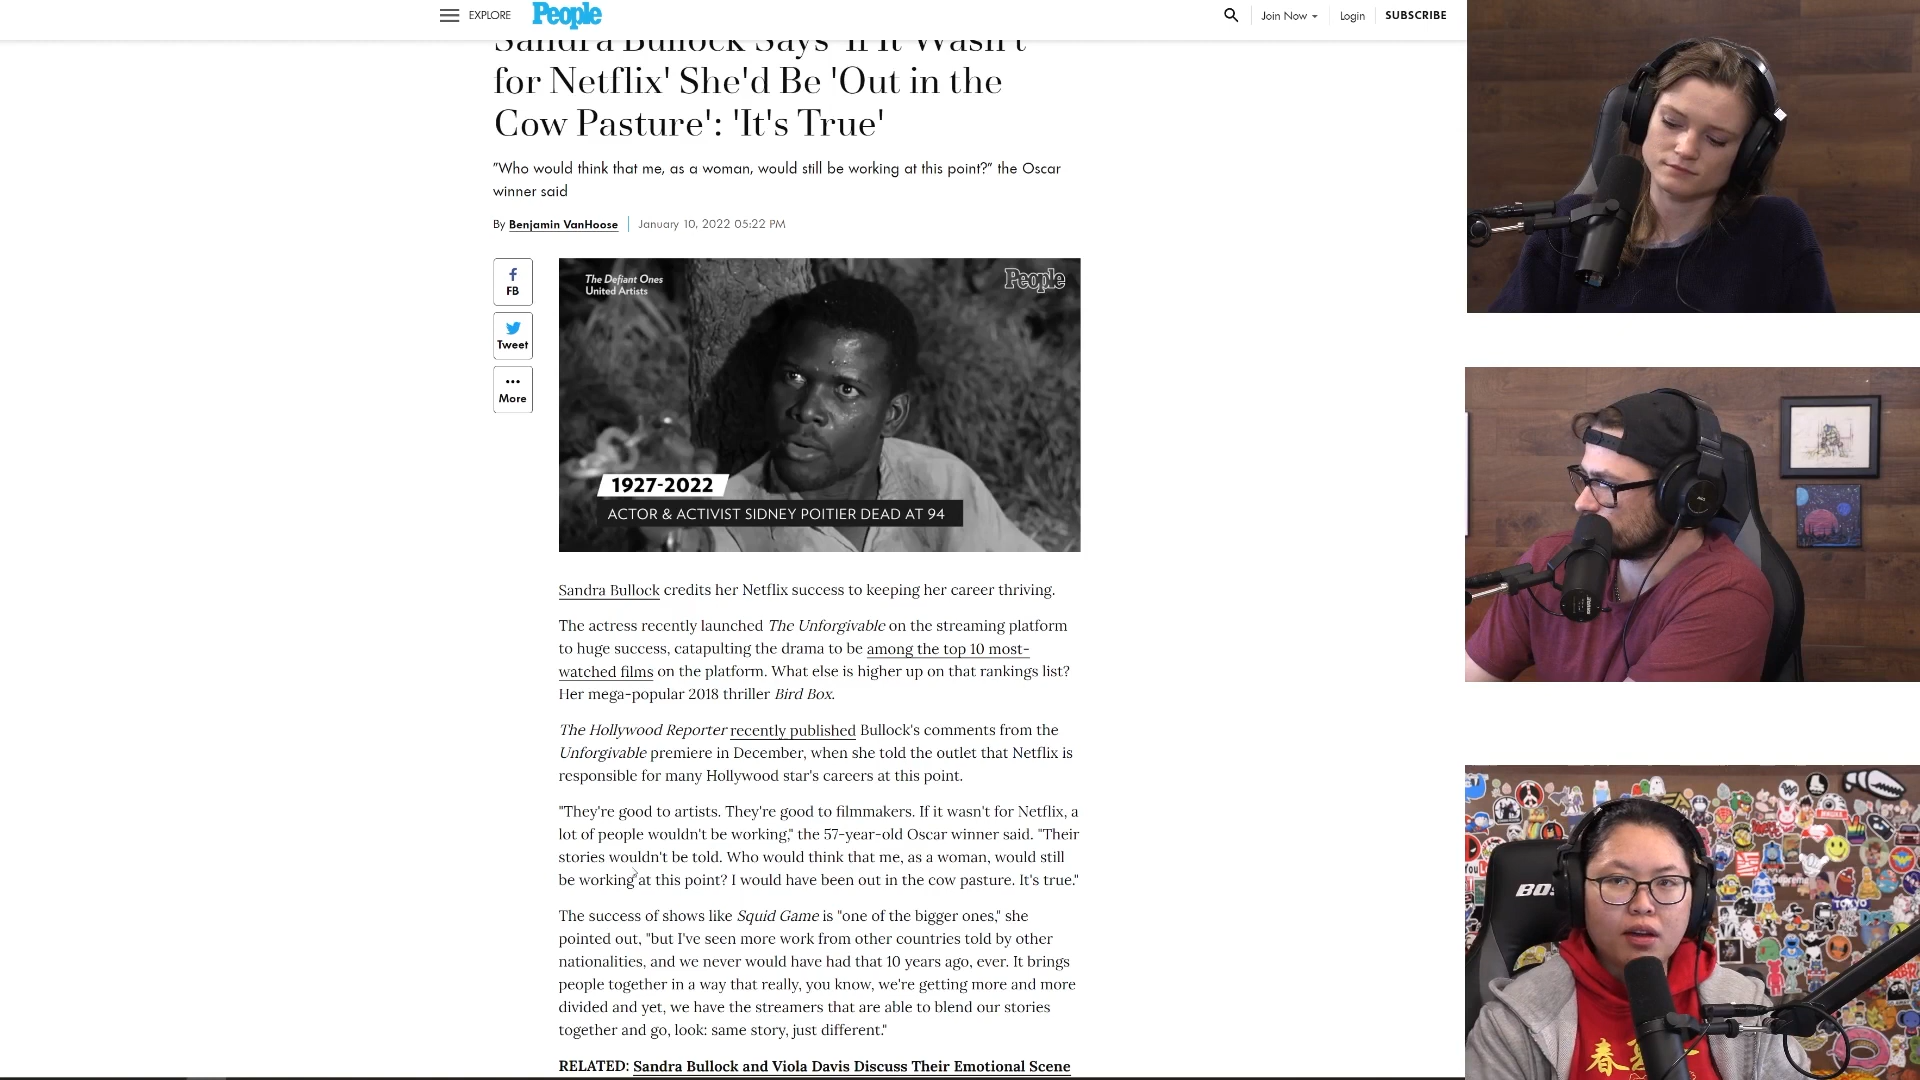 EXPLORE People Join Now Login SUBSCRIBE
Sandra Bullock Says 'If It Wasn't
for Netflix' She'd Be 'Out in the
Cow Pasture': 'It's True'
"Who would think that me, as a woman, would still be working at this point?" the Oscar
winner said
By Benjamin VanHoose January 10, 2022 05:22 PM
FB
Tweet
More
The Defiant Ones
United Artists
People
1927-2022
ACTOR & ACTIVIST SIDNEY POITIER DEAD AT 94
Sandra Bullock credits her Netflix success to keeping her career thriving.
The actress recently launched The Unforgivable on the streaming platform
to huge success, catapulting the drama to be among the top 10 most-
watched films on the platform. What else is higher up on that rankings list?
Her mega-popular 2018 thriller Bird Box.
The Hollywood Reporter recently published Bullock's comments from the
Unforgivable premiere in December, when she told the outlet that Netflix is
responsible for many Hollywood star's careers at this point.
"They're good to artists. They're good to filmmakers. If it wasn't for Netflix, a
lot of people wouldn't be working," the 57-year-old Oscar winner said. "Their
stories wouldn't be told. Who would think that me, as a woman, would still
be working at this point? I would have been out in the cow pasture. It's true."
The success of shows like Squid Game is "one of the bigger ones," she
pointed out, "but I've seen more work from other countries told by other
nationalities, and we never would have had that 10 years ago, ever. It brings
people together in a way that really, you know, we're getting more and more
divided and yet, we have the streamers that are able to blend our stories
together and go, look: same story, just different."
RELATED: Sandra Bullock and Viola Davis Discuss Their Emotional Scene
Supreme
TOKYO
春